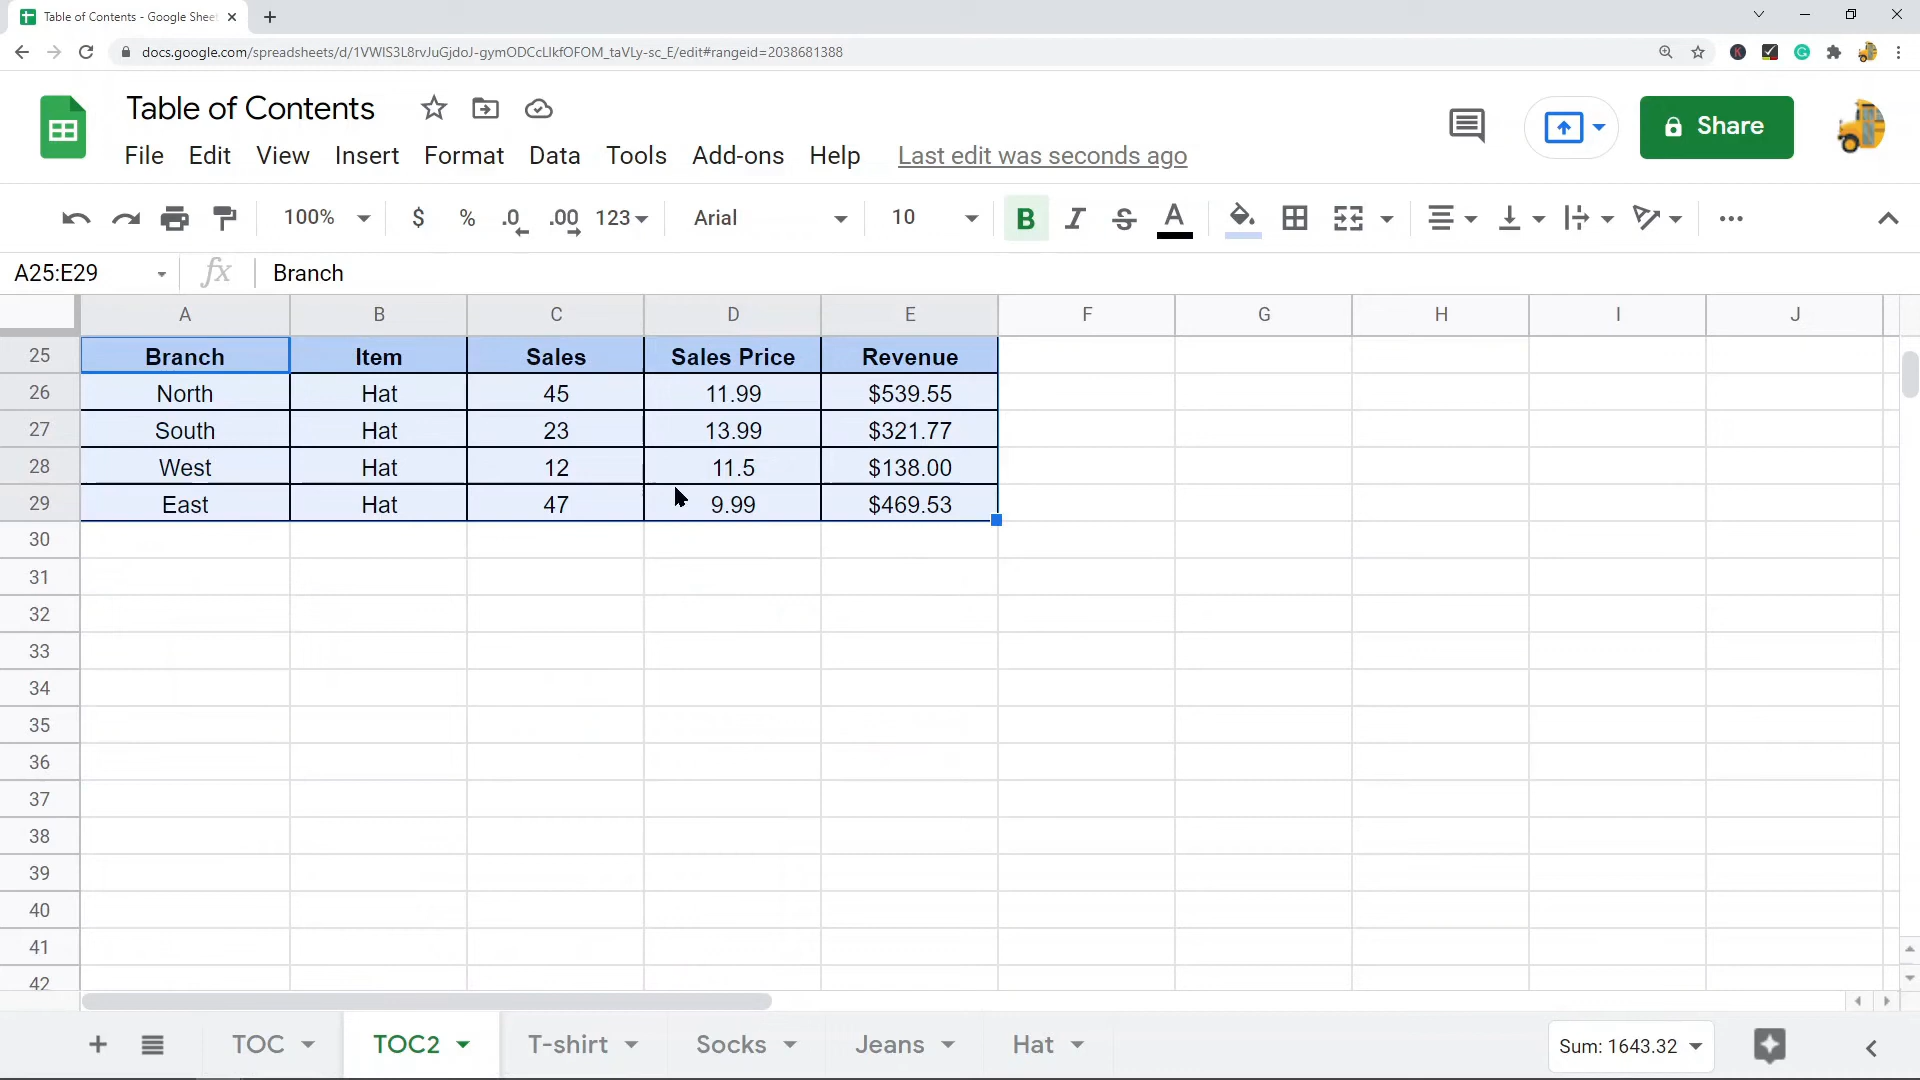 Table of Contents - Google Sheet
docs.google.com/spreadsheets/d/1VWIS3L8rvJuGjdoJ-gymODCcLIkfOFOM_taVLy-sc_E/edit#rangeid=2038681388
Table of Contents
File Edit View Insert Format Data Tools Add-ons Help Last edit was seconds ago
Share
100% $ % .0 .00 123 Arial 10 B I S A
A25:E29 fx Branch
A B C D E F G H I J
25 Branch Item Sales Sales Price Revenue
26 North Hat 45 11.99 $539.55
27 South Hat 23 13.99 $321.77
28 West Hat 12 11.5 $138.00
29 East Hat 47 9.99 $469.53
30
31
32
33
34
35
36
37
38
39
40
41
42
TOC TOC2 T-shirt Socks Jeans Hat Sum: 1643.32